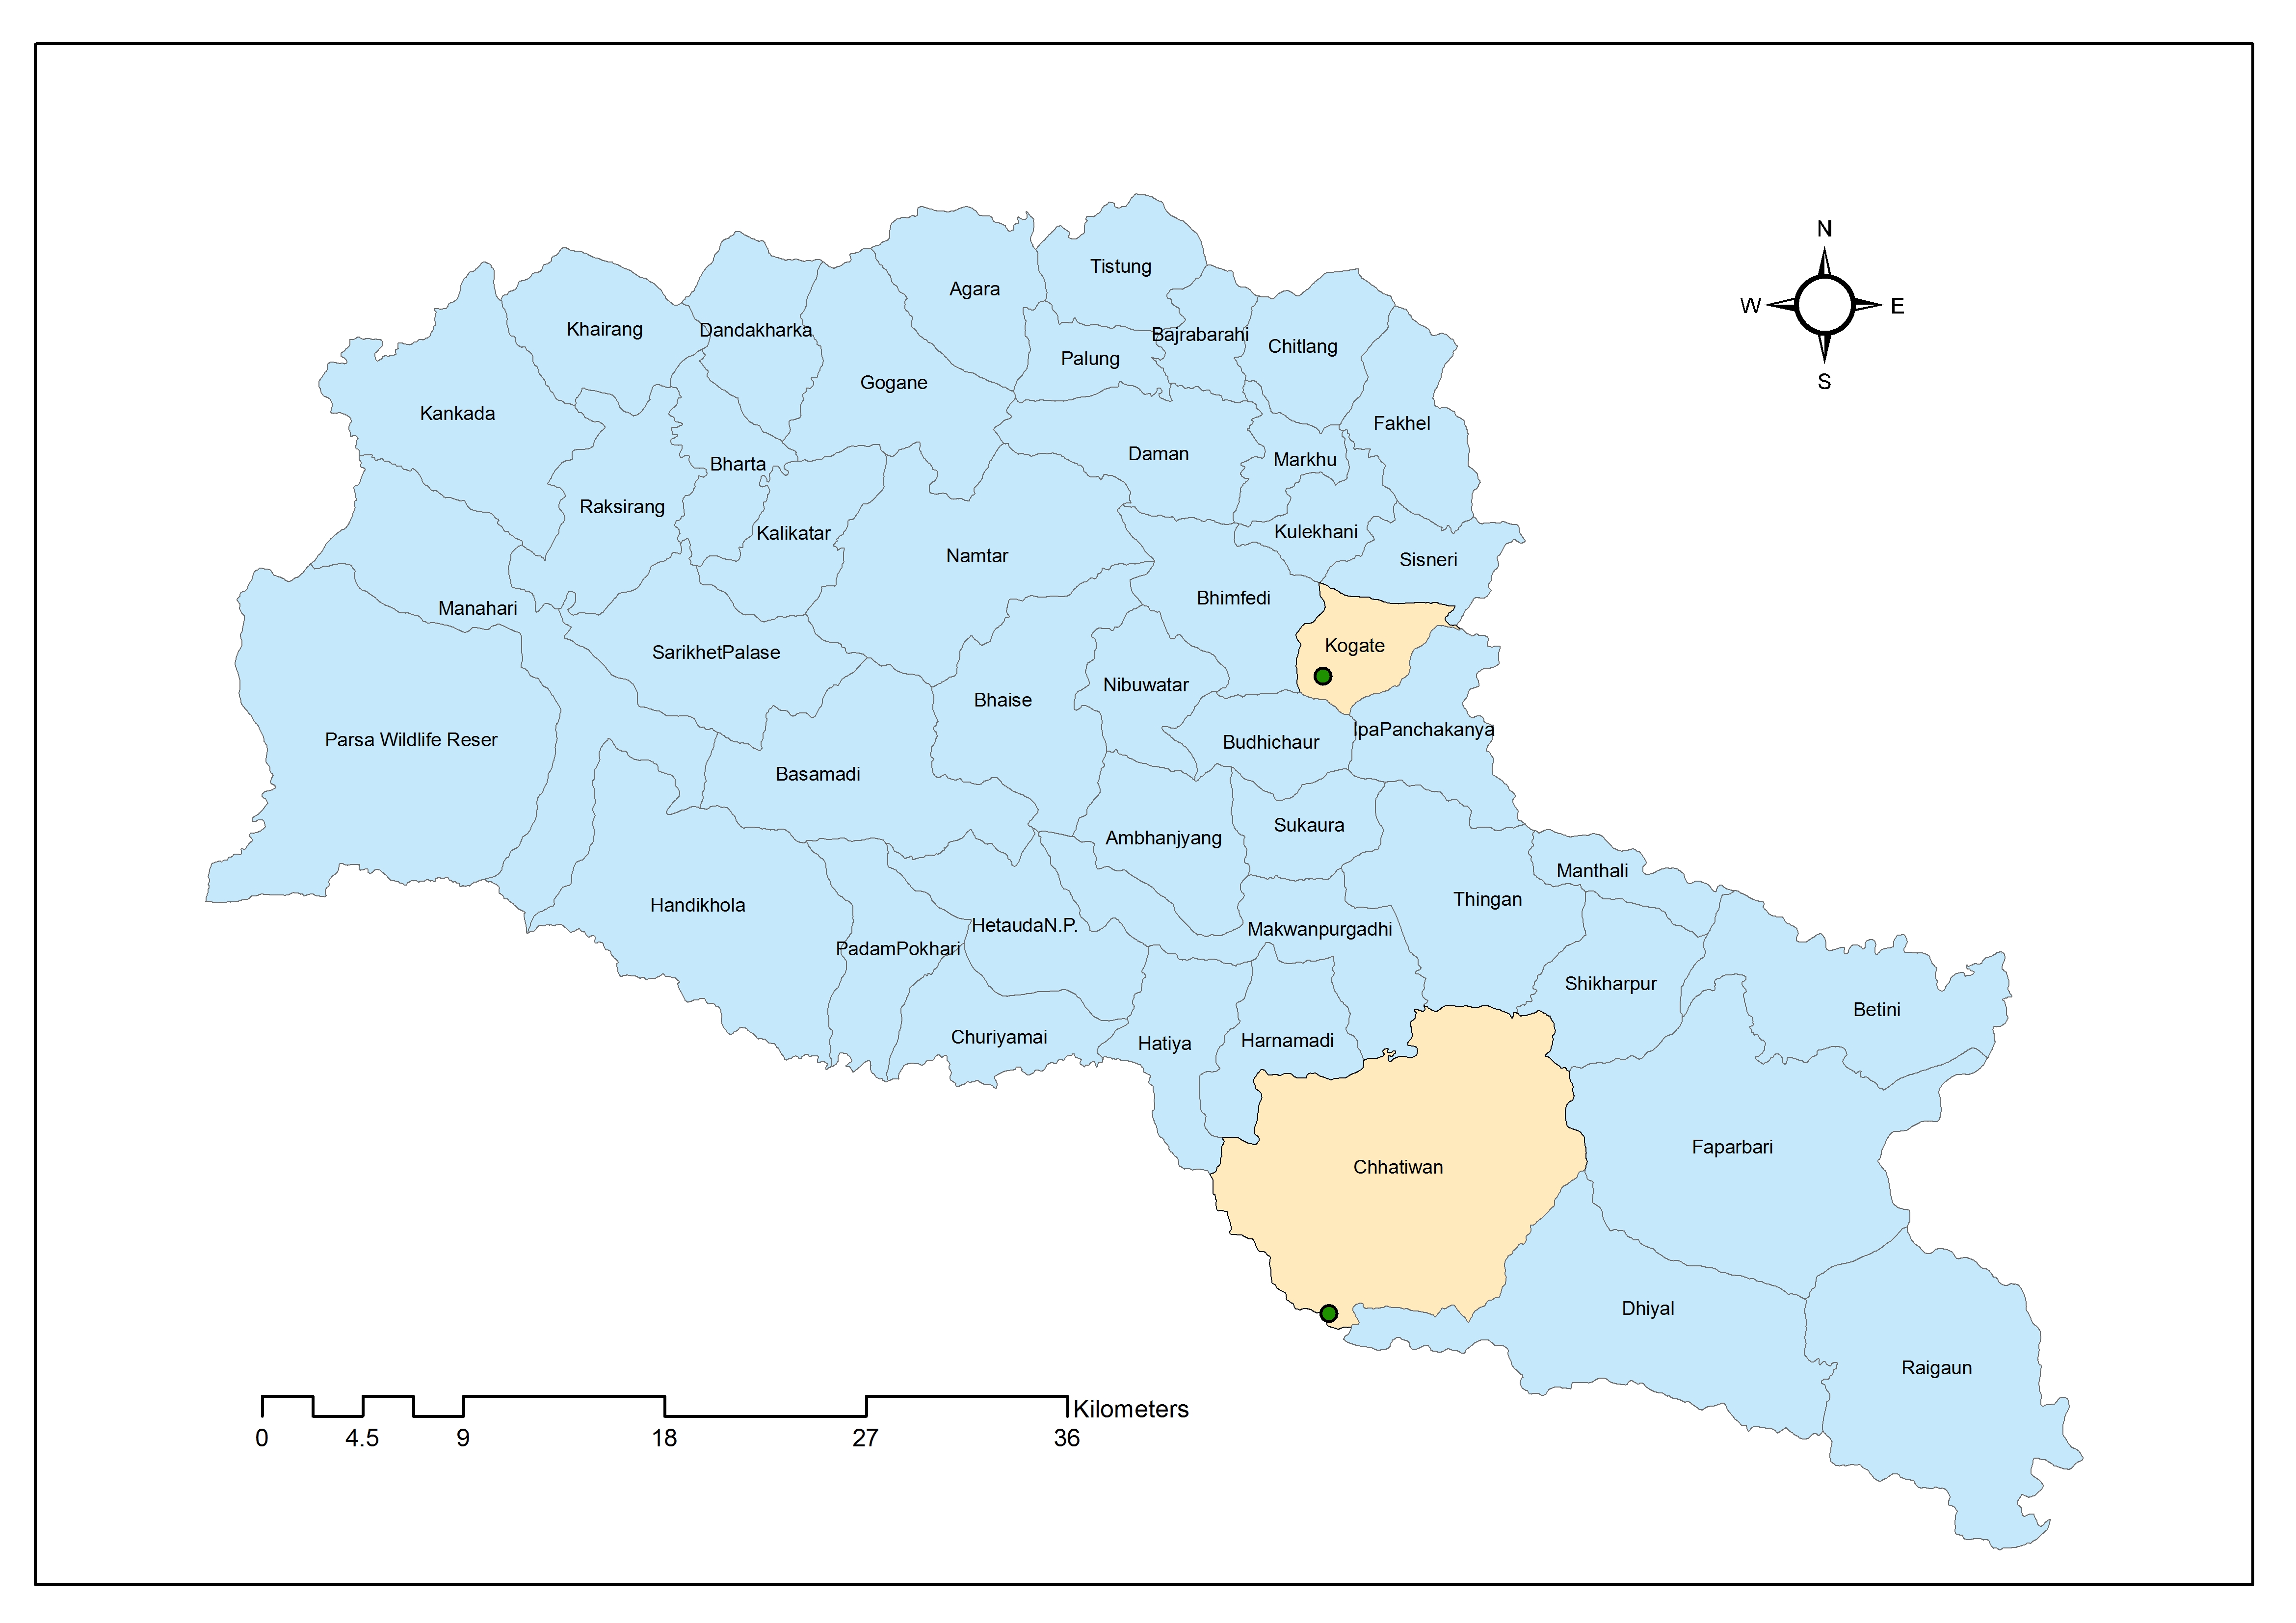 N
W E
S
Tistung
Agara
Khairang
Dandakharka
Bajrabarahi
Chitlang
Palung
Gogane
Kankada
Fakhel
Daman
Markhu
Bharta
Raksirang
Kalikatar
Kulekhani
Namtar
Sisneri
Bhimfedi
Manahari
Kogate
SarikhetPalase
Nibuwatar
Bhaise
IpaPanchakanya
Parsa Wildlife Reser
Budhichaur
Basamadi
Sukaura
Ambhanjyang
Manthali
Thingan
Handikhola
HetaudaN.P.
Makwanpurgadhi
PadamPokhari
Shikharpur
Betini
Churiyamai
Hatiya
Harnamadi
Faparbari
Chhatiwan
Dhiyal
Raigaun
Kilometers
0 4.5 9 18 27 36